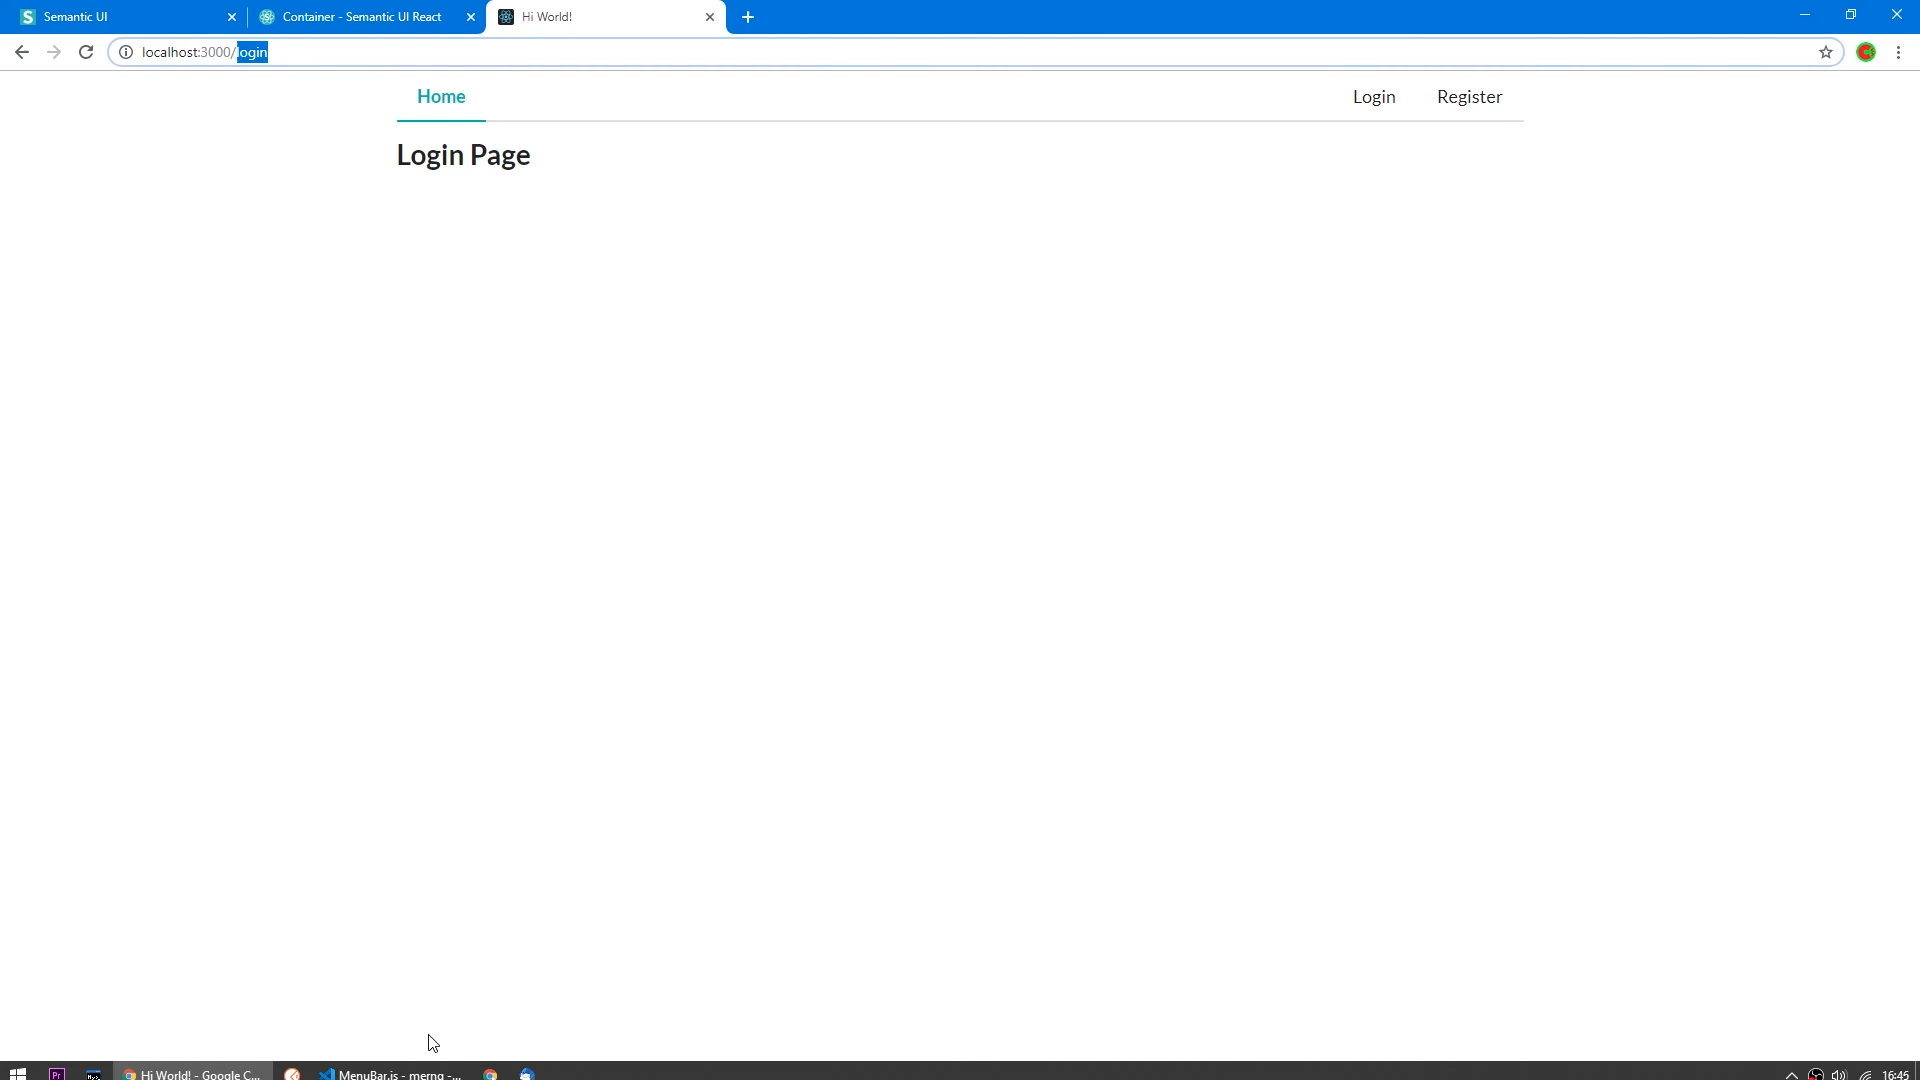 Semantic UI
Container - Semantic UI React
Hi World!
localhost:3000/login
Home
Login
Register
Login Page
Pr
Hi World! - Google C...
MenuBar.js - merng -...
16:45